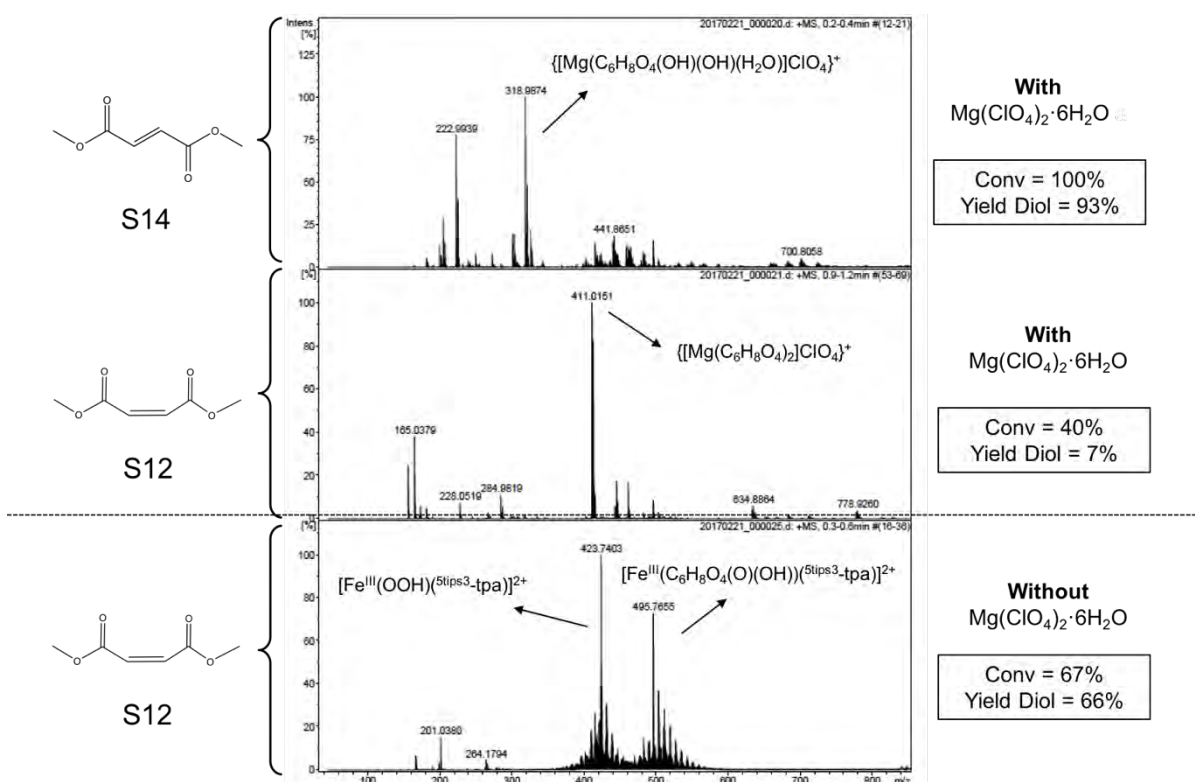 Intens.
[%]
20170221_000020.d: +MS, 0.2-0.4min #(12-21)
125
100
75
50
25
0
222.9939
318.9874
441.8651
700.8058
{[Mg(C₆H₈O₄(OH)(OH)(H₂O)]ClO₄}⁺
O
O
O
O
S14
With
Mg(ClO₄)₂·6H₂O
Conv = 100%
Yield Diol = 93%
[%]
20170221_000021.d: +MS, 0.9-1.2min #(53-69)
100
80
60
40
20
0
165.0379
228.0519
284.9819
411.0151
634.8864
778.9260
{[Mg(C₆H₈O₄)₂]ClO₄}⁺
O
O
O
O
S12
With
Mg(ClO₄)₂·6H₂O
Conv = 40%
Yield Diol = 7%
[%]
20170221_000025.d: +MS, 0.3-0.6min #(16-36)
100
80
60
40
20
0
201.0380
264.1794
423.7403
495.7655
[Feᴵᴵᴵ(OOH)(⁵ᵗⁱᵖˢ³-tpa)]²⁺
[Feᴵᴵᴵ(C₆H₈O₄(O)(OH))(⁵ᵗⁱᵖˢ³-tpa)]²⁺
O
O
O
O
S12
Without
Mg(ClO₄)₂·6H₂O
Conv = 67%
Yield Diol = 66%
100
200
300
400
500
600
700
800
m/z